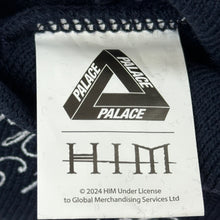 PALACE
PALACE
PALACE
HIM
© 2024 HIM Under License
to Global Merchandising Services Ltd